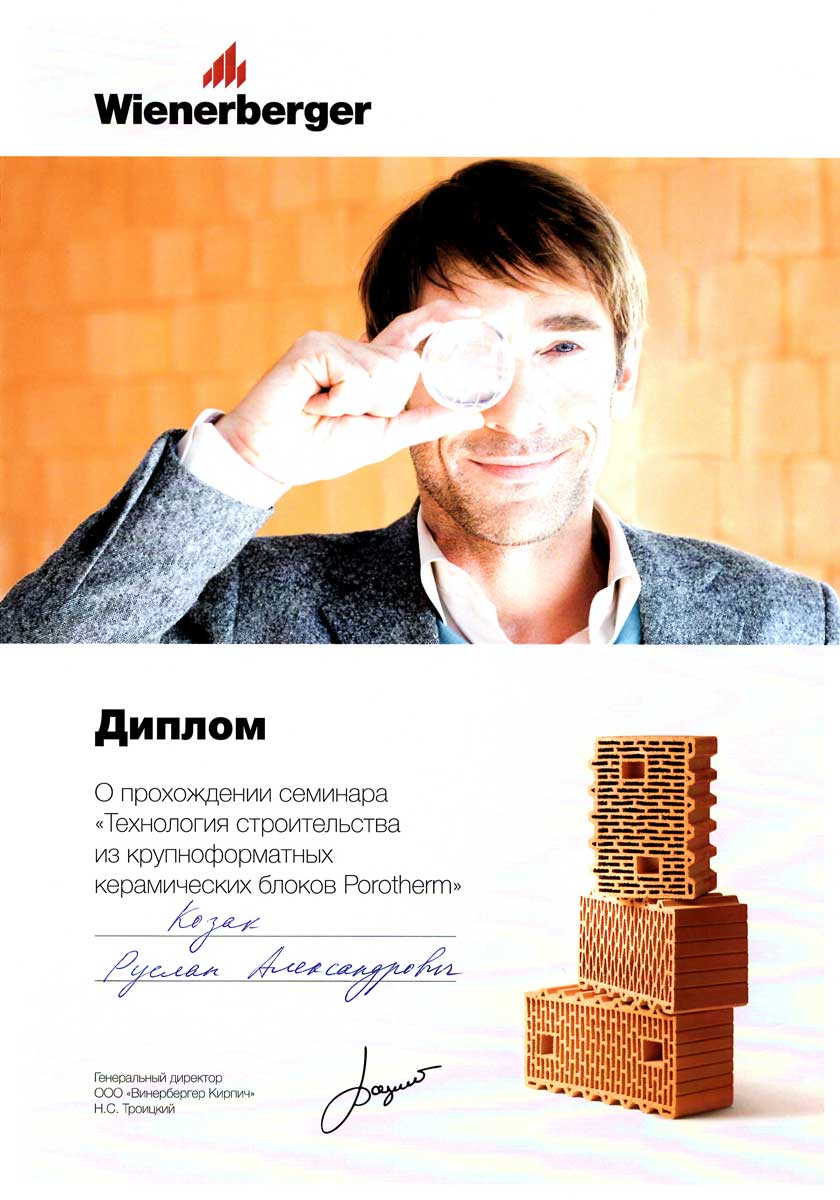 Wienerberger
Диплом
О прохождении семинара
«Технология строительства
из крупноформатных
керамических блоков Porotherm»
Козак
Руслан Александрович
Генеральный директор
ООО «Винербергер Кирпич»
Н.С. Троицкий